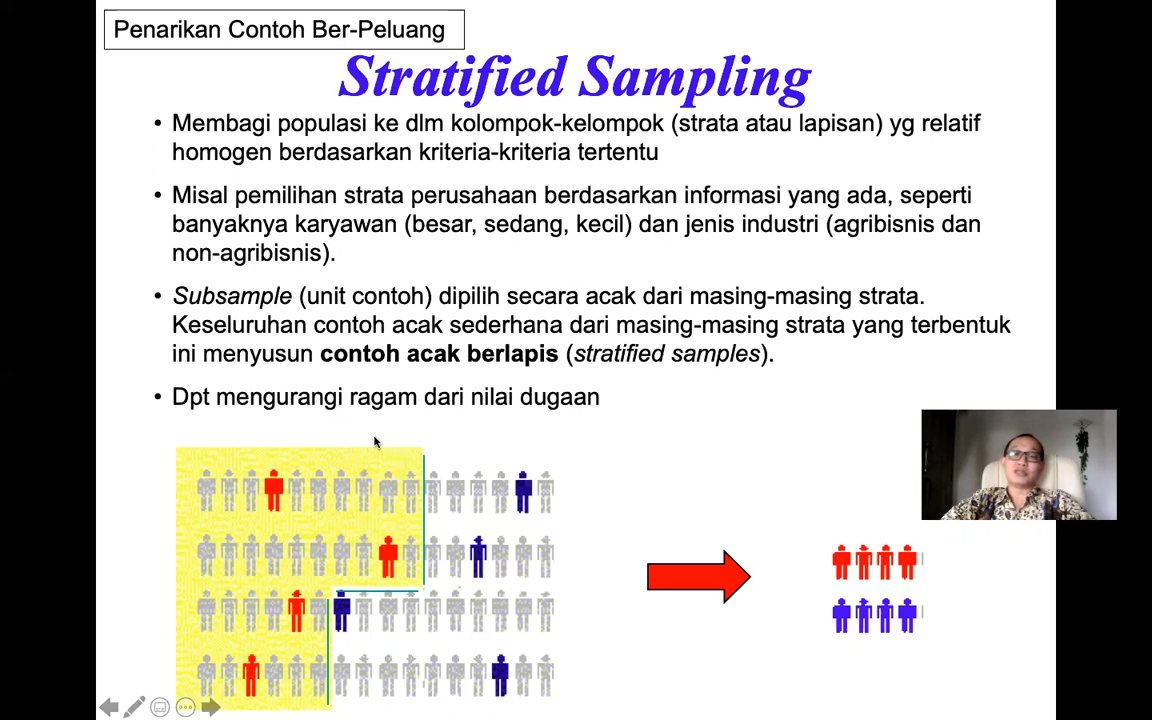 Penarikan Contoh Ber-Peluang
Stratified Sampling
• Membagi populasi ke dlm kolompok-kelompok (strata atau lapisan) yg relatif
homogen berdasarkan kriteria-kriteria tertentu
• Misal pemilihan strata perusahaan berdasarkan informasi yang ada, seperti
banyaknya karyawan (besar, sedang, kecil) dan jenis industri (agribisnis dan
non-agribisnis).
• Subsample (unit contoh) dipilih secara acak dari masing-masing strata.
Keseluruhan contoh acak sederhana dari masing-masing strata yang terbentuk
ini menyusun contoh acak berlapis (stratified samples).
• Dpt mengurangi ragam dari nilai dugaan